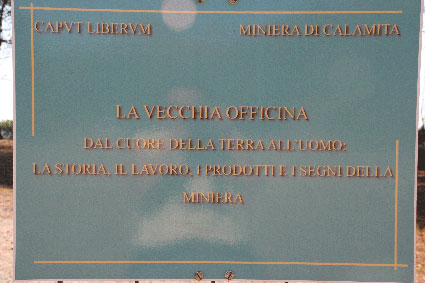 CAPVT LIBERVM
MINIERA DI CALAMITA
LA VECCHIA OFFICINA
DAL CUORE DELLA TERRA ALL'UOMO:
LA STORIA, IL LAVORO, I PRODOTTI E I SEGNI DELLA
MINIERA